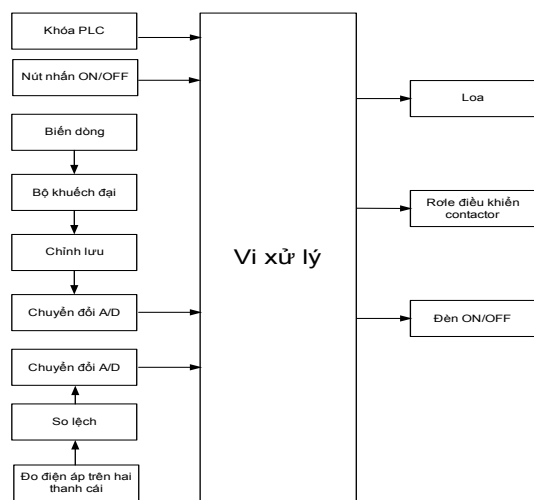 Khóa PLC
Nút nhấn ON/OFF
Biến dòng
Bộ khuếch đại
Chỉnh lưu
Chuyển đổi A/D
Chuyển đổi A/D
So lệch
Đo điện áp trên hai
thanh cái
Vi xử lý
Loa
Rơle điều khiển
contactor
Đèn ON/OFF